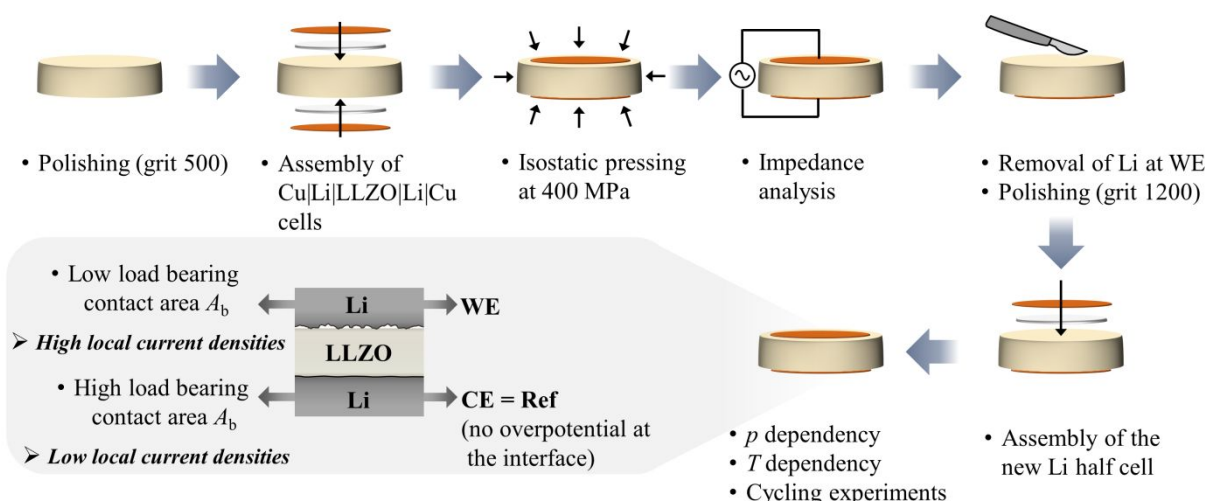 • Polishing (grit 500)
• Assembly of
Cu|Li|LLZO|Li|Cu
cells
• Isostatic pressing
at 400 MPa
• Impedance
analysis
• Removal of Li at WE
• Polishing (grit 1200)
• Low load bearing
contact area A_b
➢ High local current densities
• High load bearing
contact area A_b
➢ Low local current densities
Li
LLZO
Li
WE
CE = Ref
(no overpotential at
the interface)
• p dependency
• T dependency
• Cycling experiments
• Assembly of the
new Li half cell